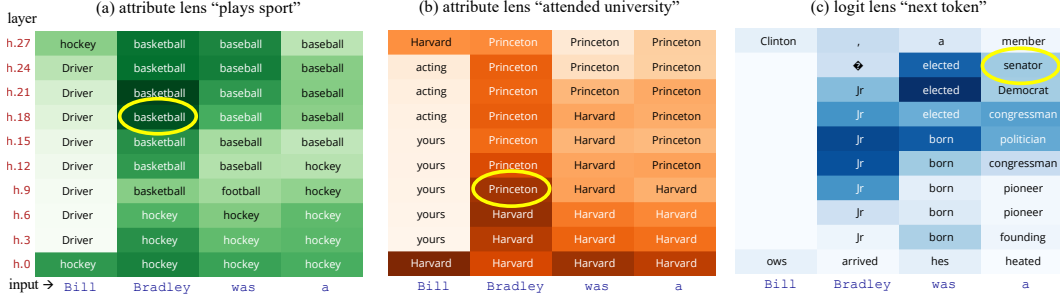 (a) attribute lens “plays sport”
layer
h.27 hockey basketball baseball baseball
h.24 Driver basketball baseball baseball
h.21 Driver basketball baseball baseball
h.18 Driver basketball baseball baseball
h.15 Driver basketball baseball baseball
h.12 Driver basketball baseball hockey
h.9 Driver basketball football hockey
h.6 Driver hockey hockey hockey
h.3 Driver hockey hockey hockey
h.0 hockey hockey hockey hockey
input → Bill Bradley was a
(b) attribute lens “attended university”
Harvard Princeton Princeton Princeton
acting Princeton Princeton Princeton
acting Princeton Princeton Princeton
acting Princeton Harvard Princeton
yours Princeton Harvard Princeton
yours Princeton Harvard Princeton
yours Princeton Harvard Harvard
yours Harvard Harvard Harvard
yours Harvard Harvard Harvard
Harvard Harvard Harvard Harvard
Bill Bradley was a
(c) logit lens “next token”
Clinton , a member
� elected senator
Jr elected Democrat
Jr elected congressman
Jr born politician
Jr born congressman
Jr born pioneer
Jr born pioneer
Jr born founding
ows arrived hes heated
Bill Bradley was a